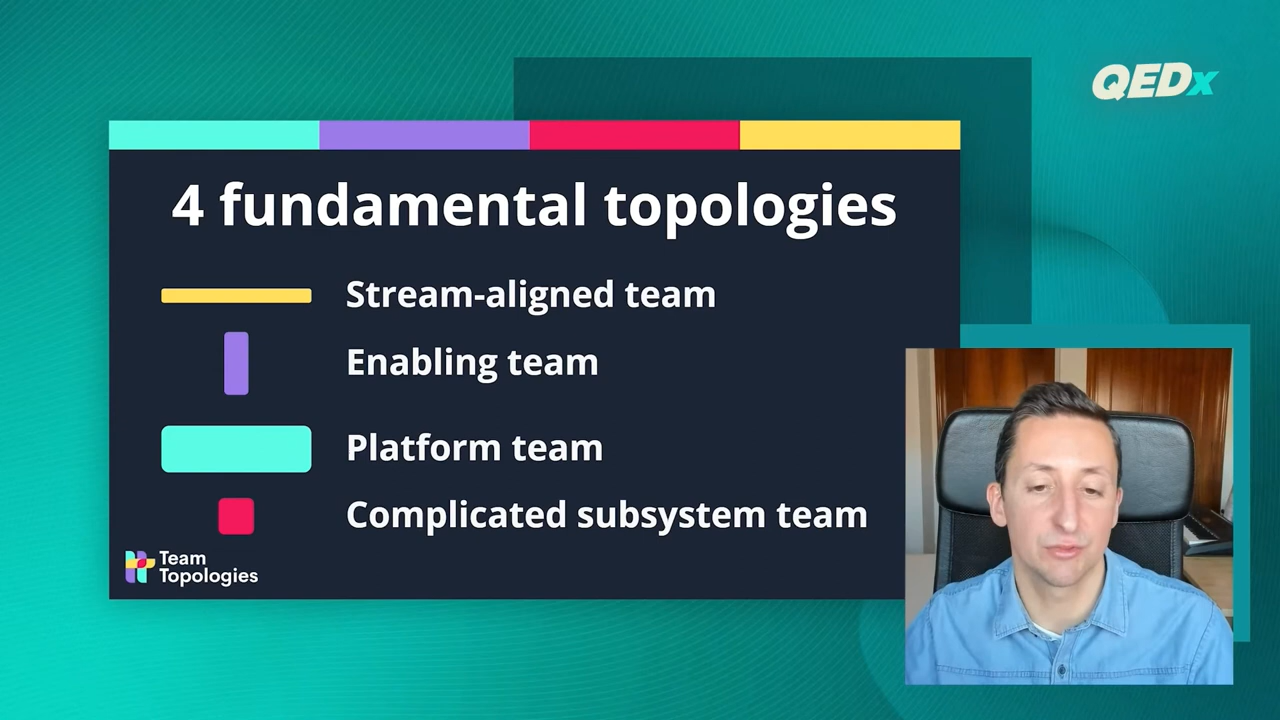 QEDx
4 fundamental topologies
Stream-aligned team
Enabling team
Platform team
Complicated subsystem team
Team
Topologies